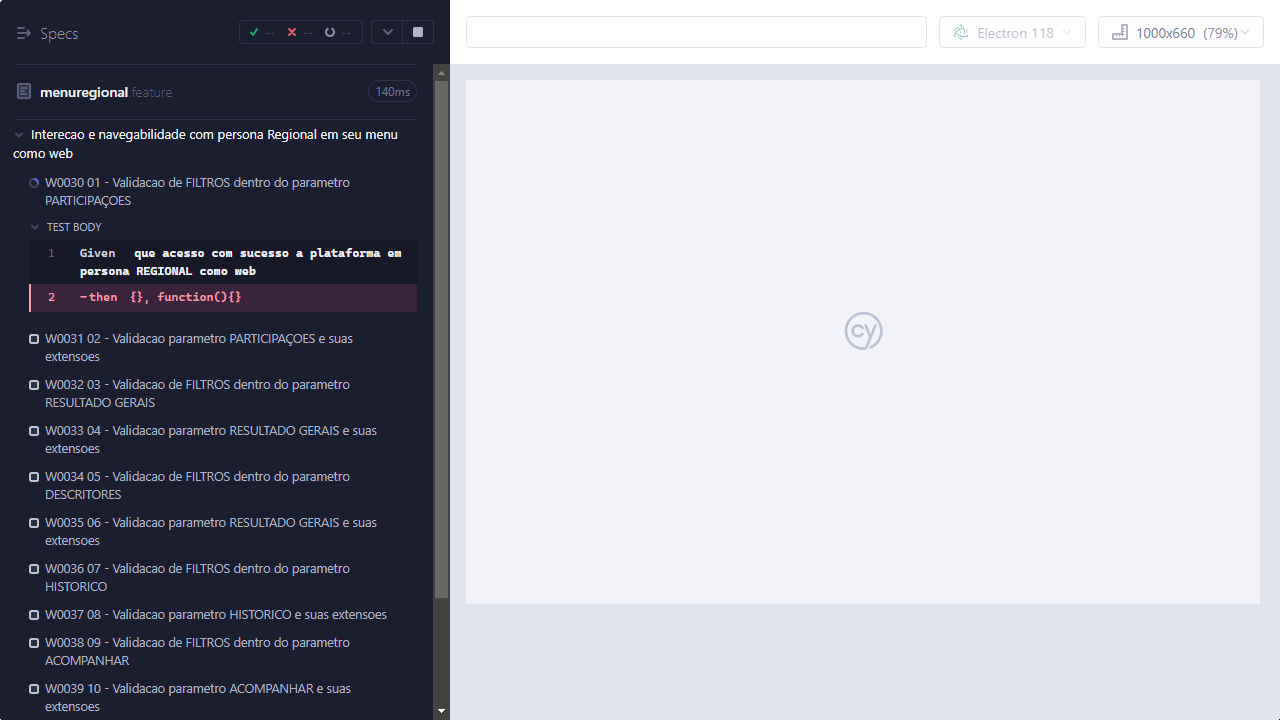 Specs
--
--
--
Electron 118
1000x660 (79%)
menuregional.feature
140ms
Interecao e navegabilidade com persona Regional em seu menu
como web
W0030 01 - Validacao de FILTROS dentro do parametro
PARTICIPAÇOES
TEST BODY
1 Given que acesso com sucesso a plataforma em
persona REGIONAL como web
2 -then {}, function(){}
W0031 02 - Validacao parametro PARTICIPAÇOES e suas
extensoes
W0032 03 - Validacao de FILTROS dentro do parametro
RESULTADO GERAIS
W0033 04 - Validacao parametro RESULTADO GERAIS e suas
extensoes
W0034 05 - Validacao de FILTROS dentro do parametro
DESCRITORES
W0035 06 - Validacao parametro RESULTADO GERAIS e suas
extensoes
W0036 07 - Validacao de FILTROS dentro do parametro
HISTORICO
W0037 08 - Validacao parametro HISTORICO e suas extensoes
W0038 09 - Validacao de FILTROS dentro do parametro
ACOMPANHAR
W0039 10 - Validacao parametro ACOMPANHAR e suas
extensoes
cy